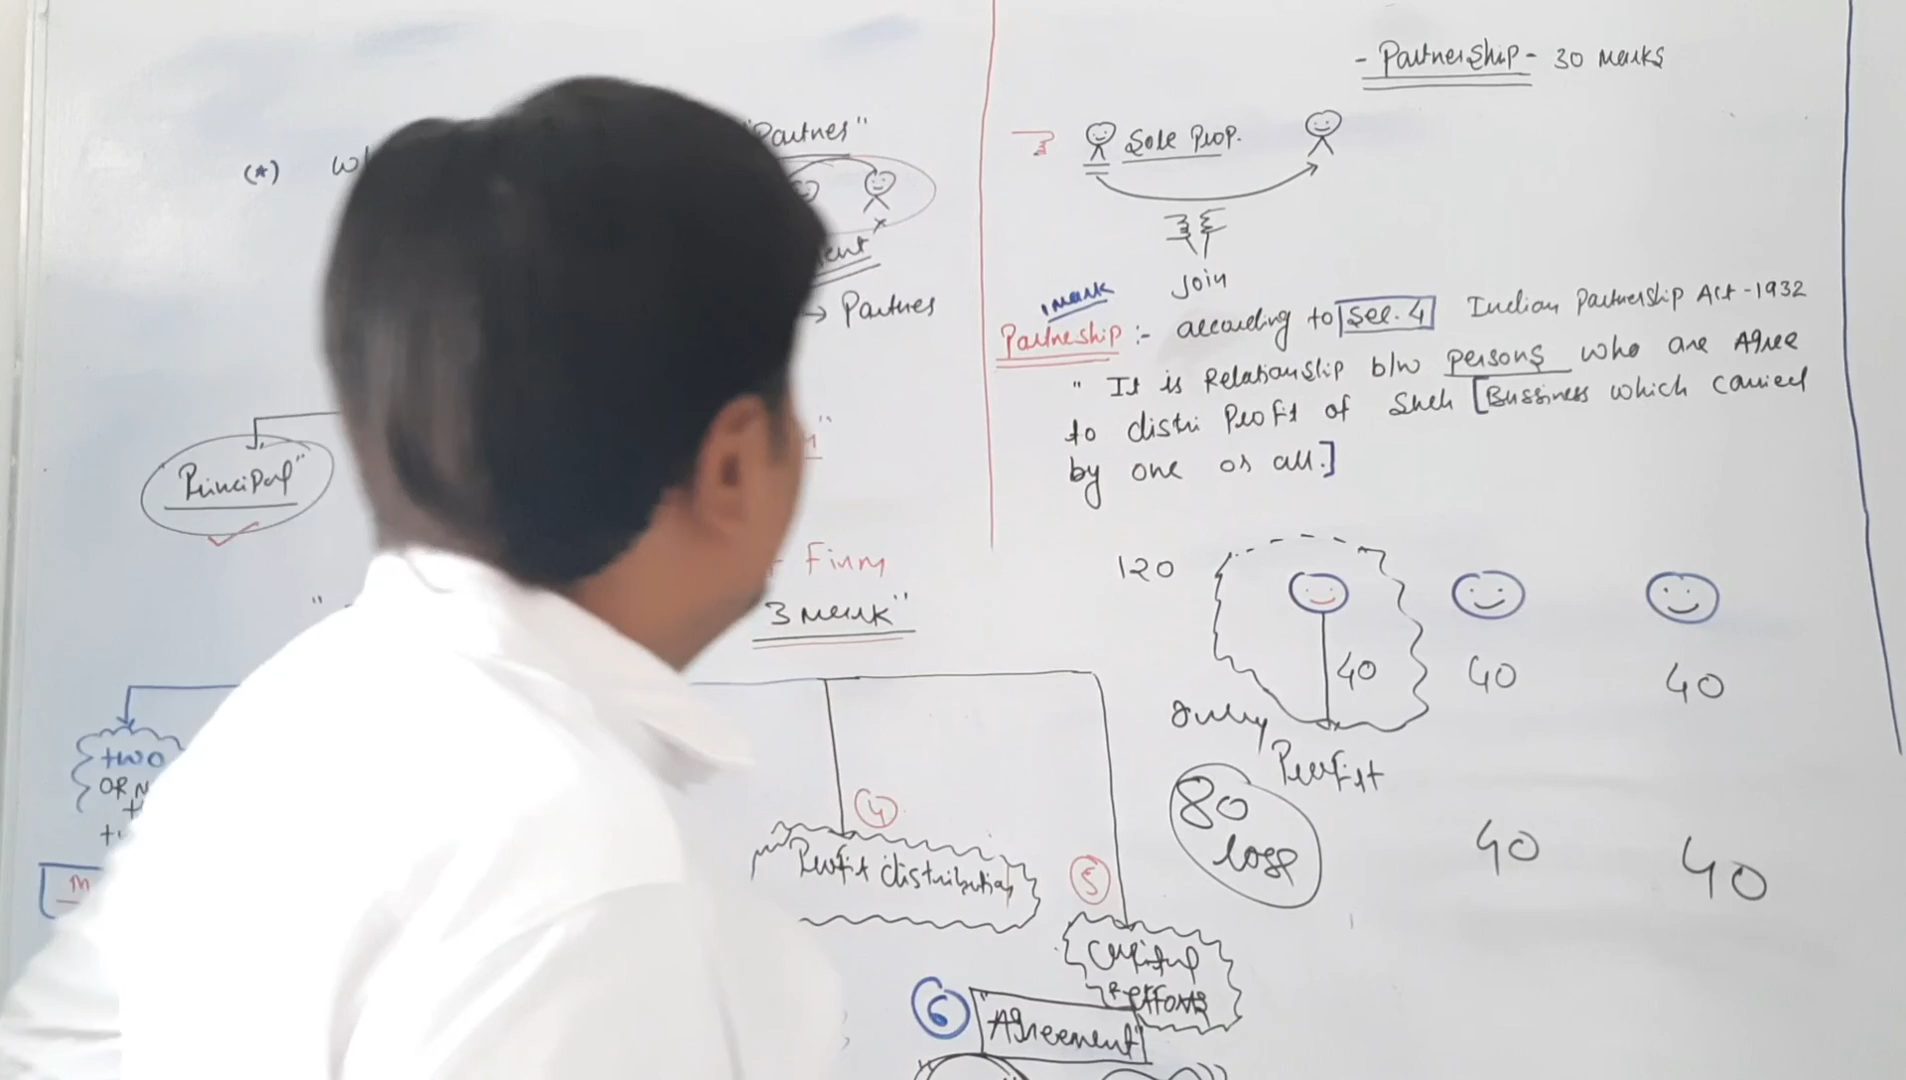 - Partnership - 30 Marks
Sole Prop.
Join
1 Mark
Partneship :- according to Sec. 4 Indian Partnership Act - 1932
" It is Relationship b/w persons who are Agree
to distri Profit of Such [Bussiness which carried
by one or all.]
120
40
40
40
Profit
80
loss
40
40
(*)
Partner"
→ Partner
Principal"
Firm
3 Mark"
two
OR
4
Profit distribution
5
Capital
Efforts
6
"Agreement"